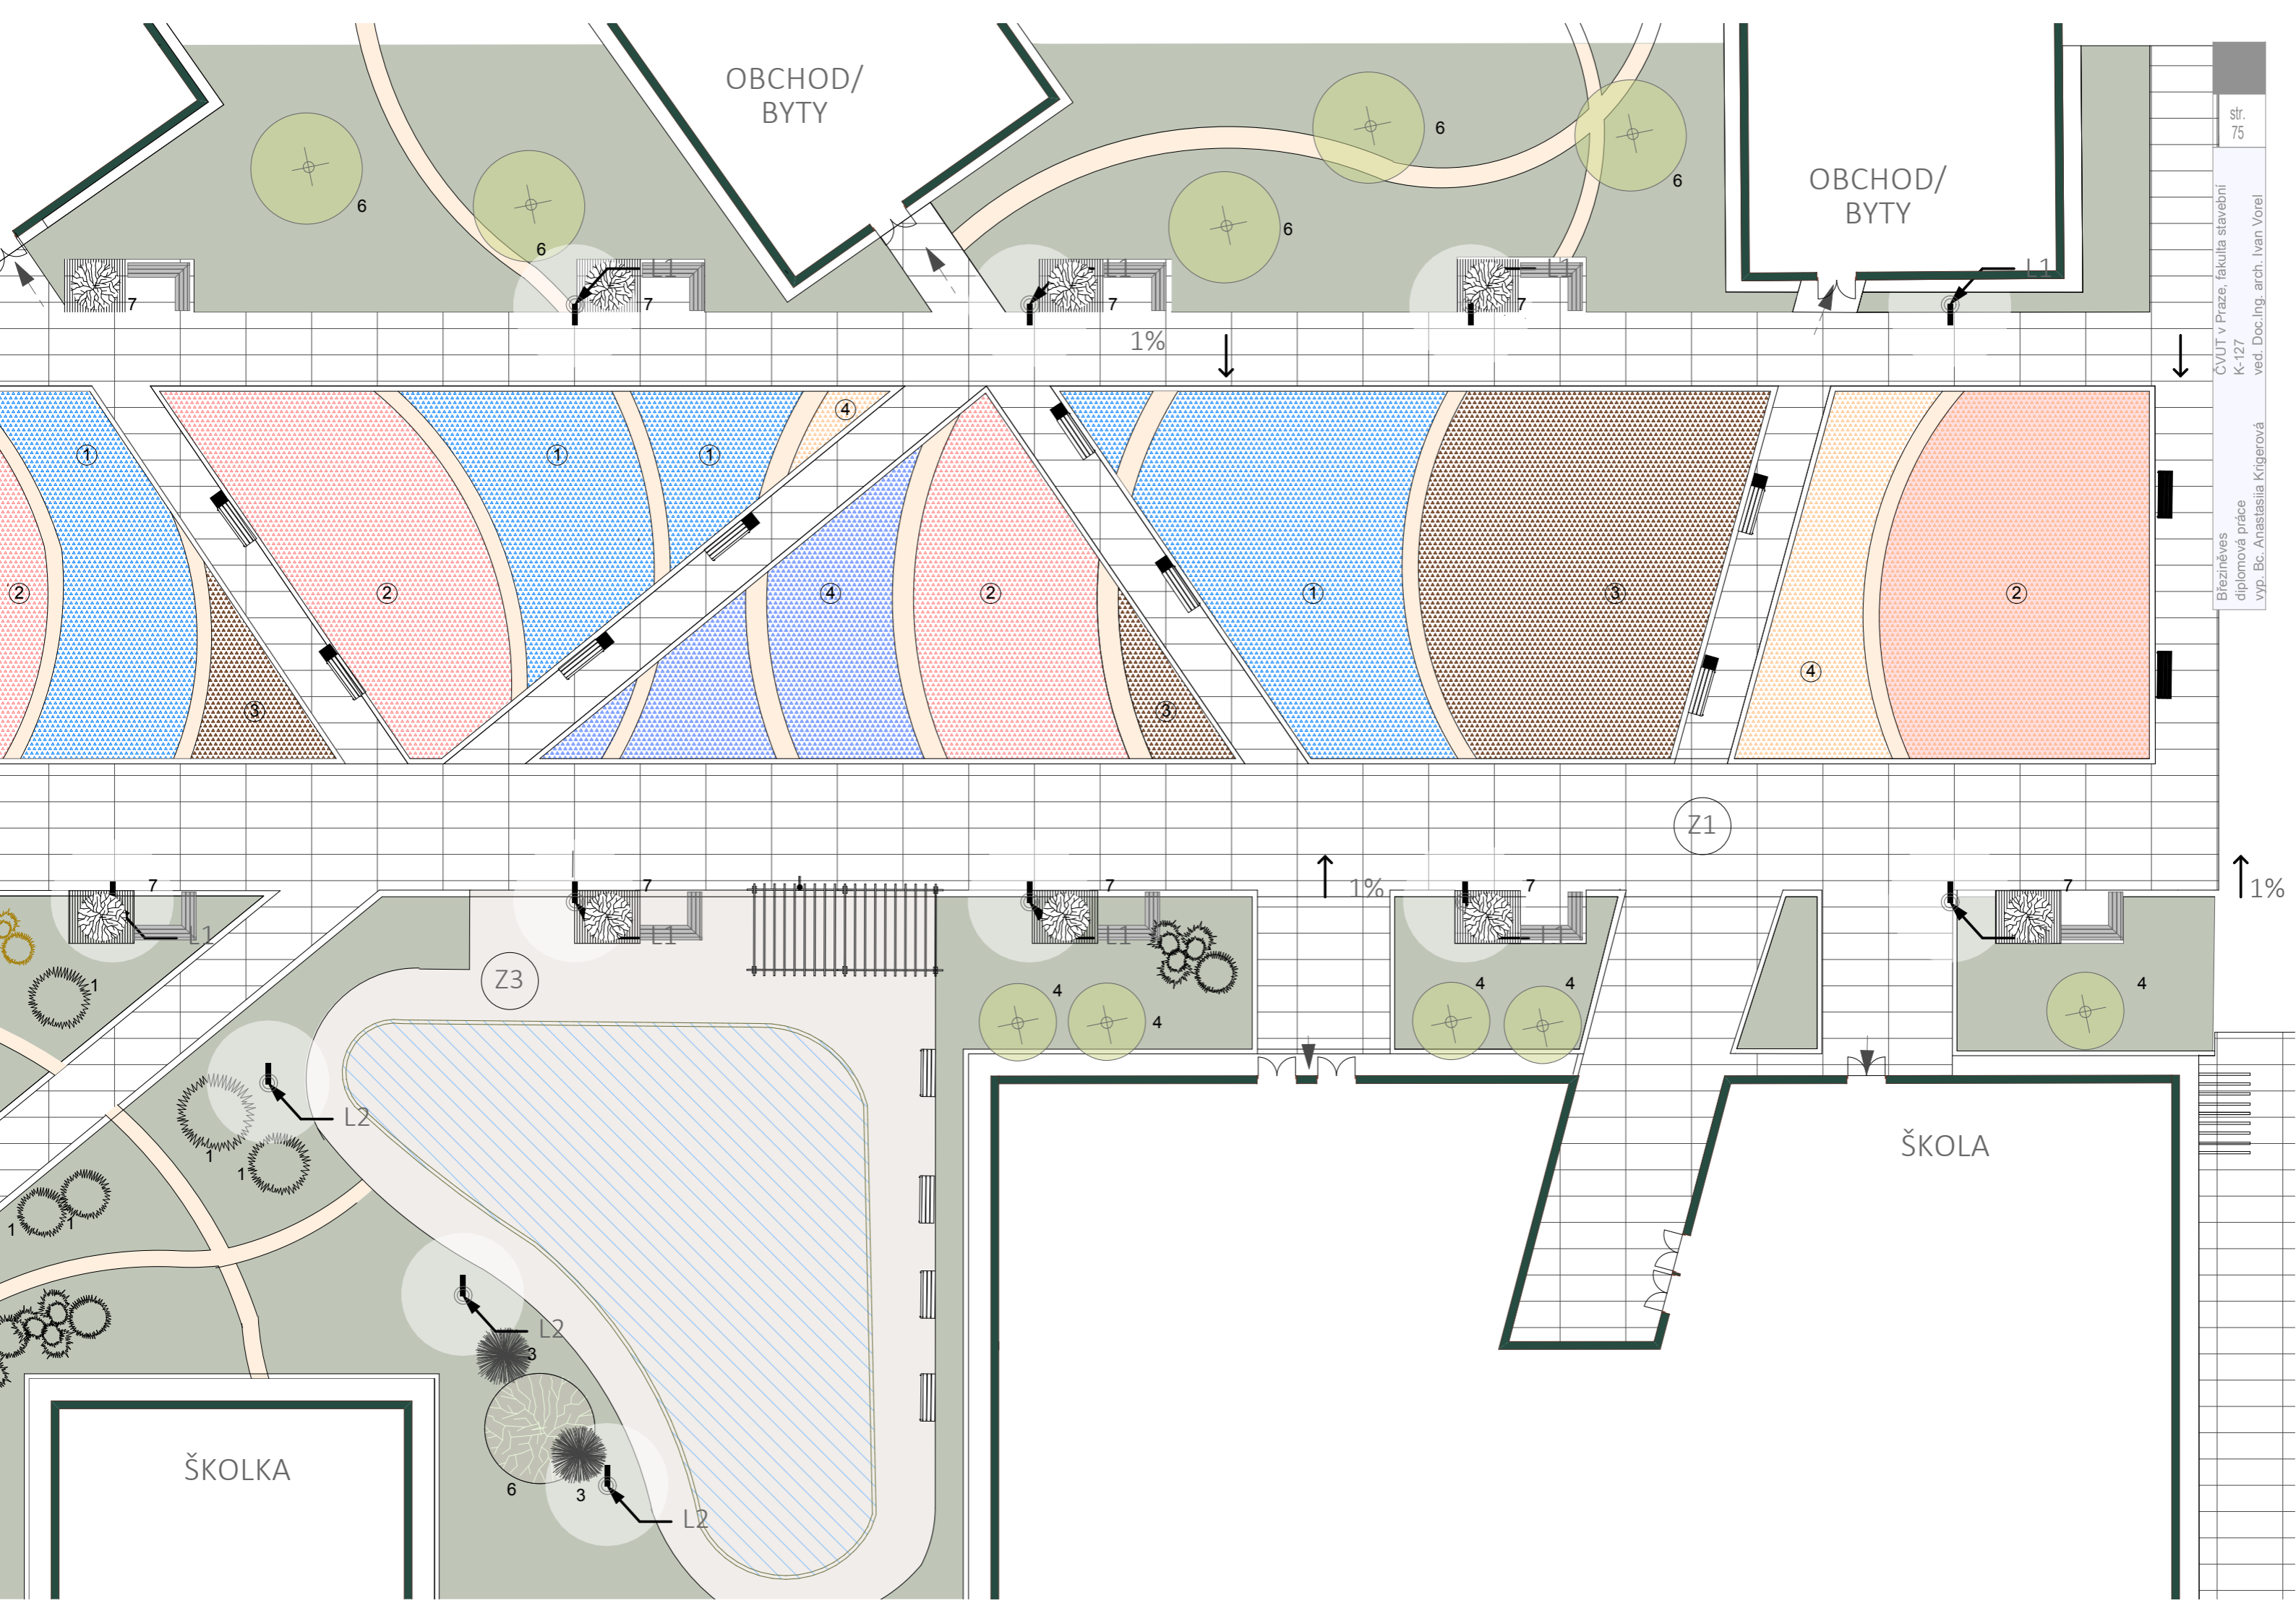 OBCHOD/
BYTY
OBCHOD/
BYTY
str.
75
ČVUT v Praze, fakulta stavební
K-127
ved. Doc.Ing. arch. Ivan Vorel
Březiněves
diplomová práce
vyp. Bc. Anastasiia Krigerová
6
6
6
6
6
7
L1
7
L1
7
L1
7
L1
1%
4
1
1
1
2
2
4
2
1
3
2
4
3
3
Z1
7
7
7
7
7
1%
1%
L1
L1
L1
L1
Z3
1
4
4
4
4
4
L2
1
1
1
1
ŠKOLA
L2
3
6
3
L2
ŠKOLKA